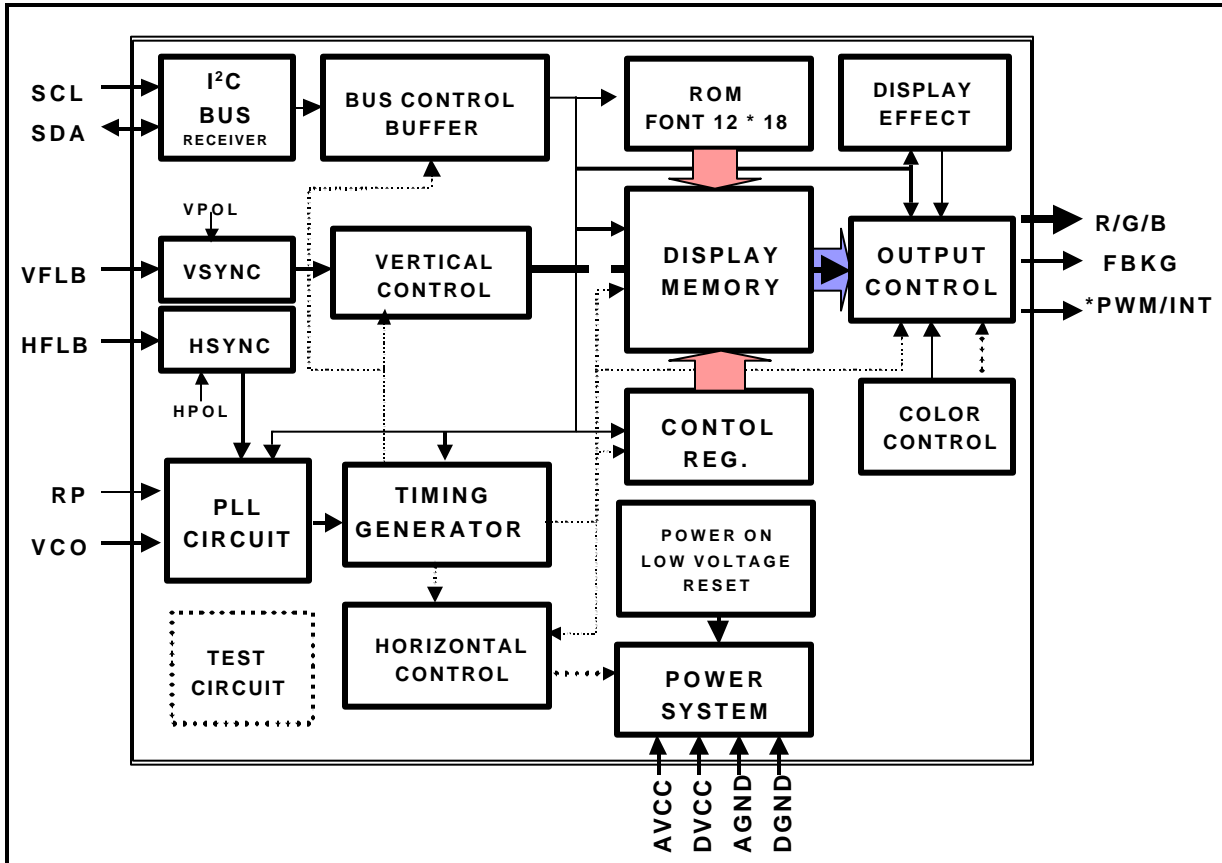 SCL
SDA
I²C
BUS
RECEIVER
BUS CONTROL
BUFFER
ROM
FONT 12 * 18
DISPLAY
EFFECT
VPOL
VFLB
VSYNC
VERTICAL
CONTROL
DISPLAY
MEMORY
OUTPUT
CONTROL
R/G/B
FBKG
*PWM/INT
HFLB
HSYNC
HPOL
CONTOL
REG.
COLOR
CONTROL
RP
VCO
PLL
CIRCUIT
TIMING
GENERATOR
POWER ON
LOW VOLTAGE
RESET
TEST
CIRCUIT
HORIZONTAL
CONTROL
POWER
SYSTEM
AVCC
DVCC
AGND
DGND